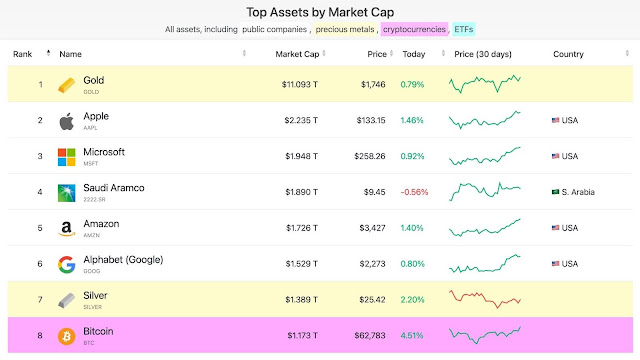 Top Assets by Market Cap
All assets, including public companies , precious metals , cryptocurrencies , ETFs
Rank Name Market Cap Price Today Price (30 days) Country
1 Gold $11.093 T $1,746 0.79%
GOLD
2 Apple $2.235 T $133.15 1.46% USA
AAPL
3 Microsoft $1.948 T $258.26 0.92% USA
MSFT
4 Saudi Aramco $1.890 T $9.45 -0.56% S. Arabia
2222.SR
5 Amazon $1.726 T $3,427 1.40% USA
AMZN
6 Alphabet (Google) $1.529 T $2,273 0.80% USA
GOOG
7 Silver $1.389 T $25.42 2.20%
SILVER
8 Bitcoin $1.173 T $62,783 4.51%
BTC